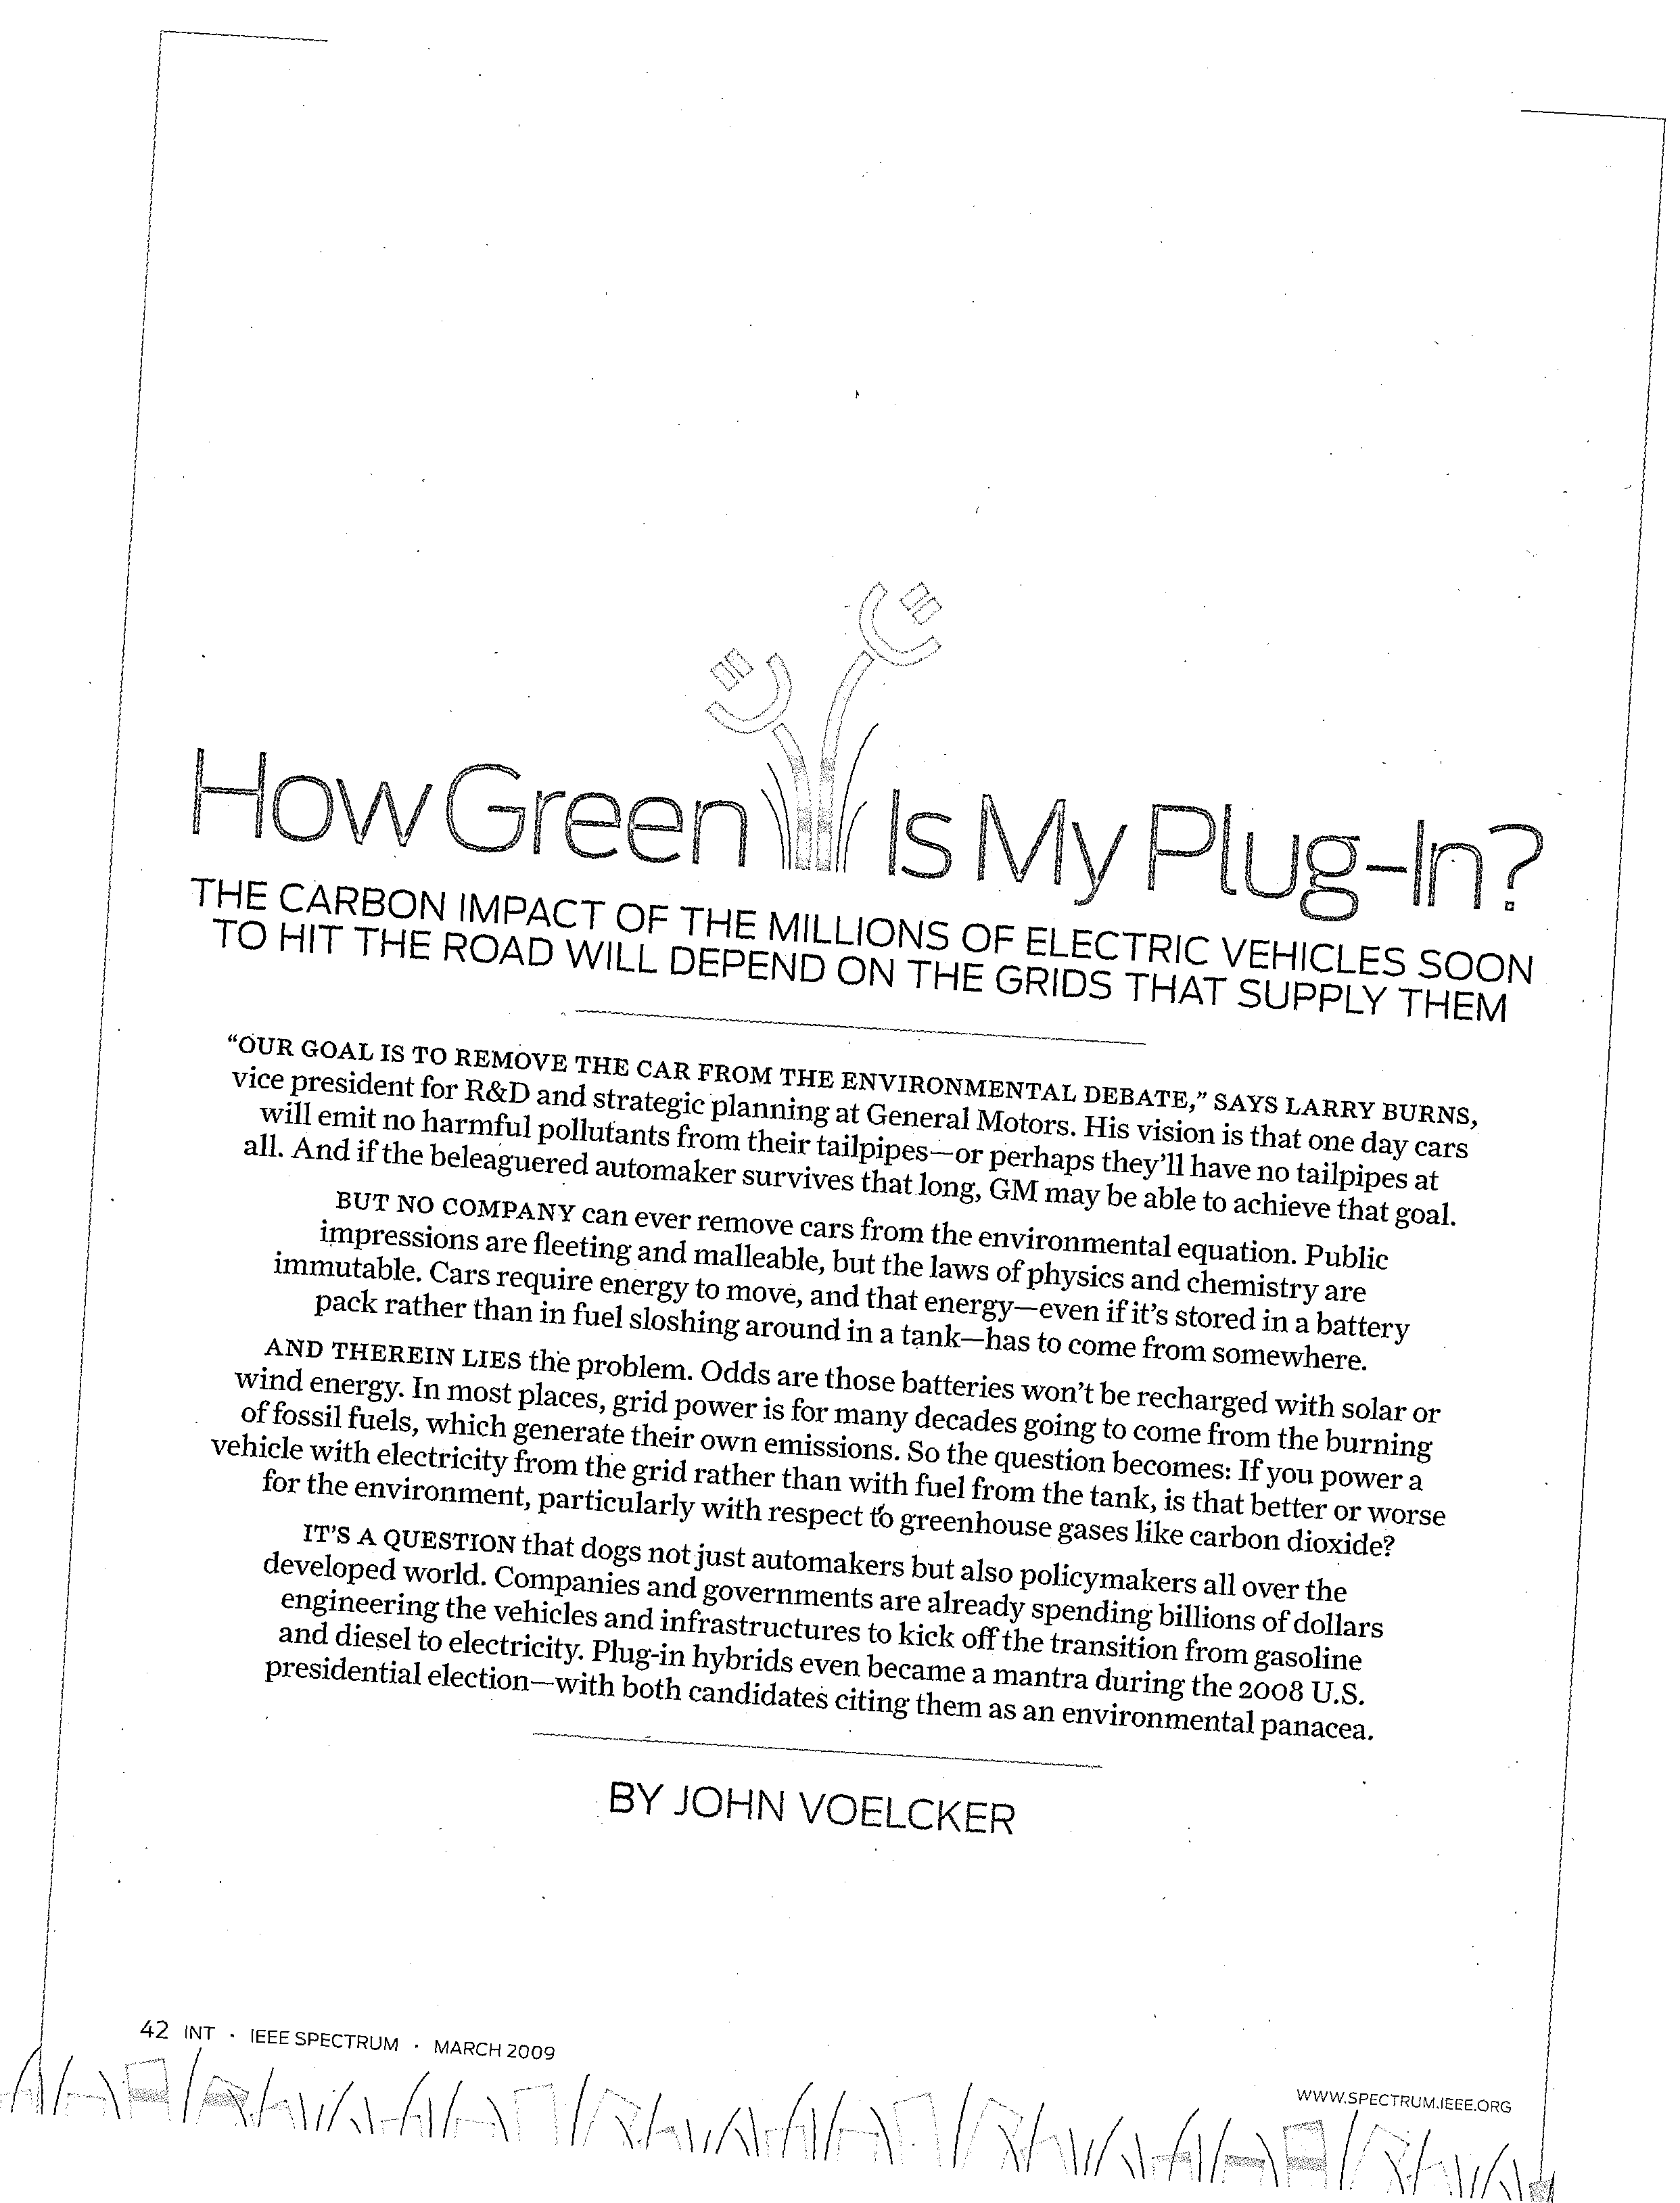 How Green Is My Plug-In?
THE CARBON IMPACT OF THE MILLIONS OF ELECTRIC VEHICLES SOON
TO HIT THE ROAD WILL DEPEND ON THE GRIDS THAT SUPPLY THEM
“OUR GOAL IS TO REMOVE THE CAR FROM THE ENVIRONMENTAL DEBATE,” SAYS LARRY BURNS,
vice president for R&D and strategic planning at General Motors. His vision is that one day cars
will emit no harmful pollutants from their tailpipes—or perhaps they’ll have no tailpipes at
all. And if the beleaguered automaker survives that long, GM may be able to achieve that goal.
BUT NO COMPANY can ever remove cars from the environmental equation. Public
impressions are fleeting and malleable, but the laws of physics and chemistry are
immutable. Cars require energy to move, and that energy—even if it’s stored in a battery
pack rather than in fuel sloshing around in a tank—has to come from somewhere.
AND THEREIN LIES the problem. Odds are those batteries won’t be recharged with solar or
wind energy. In most places, grid power is for many decades going to come from the burning
of fossil fuels, which generate their own emissions. So the question becomes: If you power a
vehicle with electricity from the grid rather than with fuel from the tank, is that better or worse
for the environment, particularly with respect to greenhouse gases like carbon dioxide?
IT’S A QUESTION that dogs not just automakers but also policymakers all over the
developed world. Companies and governments are already spending billions of dollars
engineering the vehicles and infrastructures to kick off the transition from gasoline
and diesel to electricity. Plug-in hybrids even became a mantra during the 2008 U.S.
presidential election—with both candidates citing them as an environmental panacea.
BY JOHN VOELCKER
42 INT · IEEE SPECTRUM · MARCH 2009
WWW.SPECTRUM.IEEE.ORG